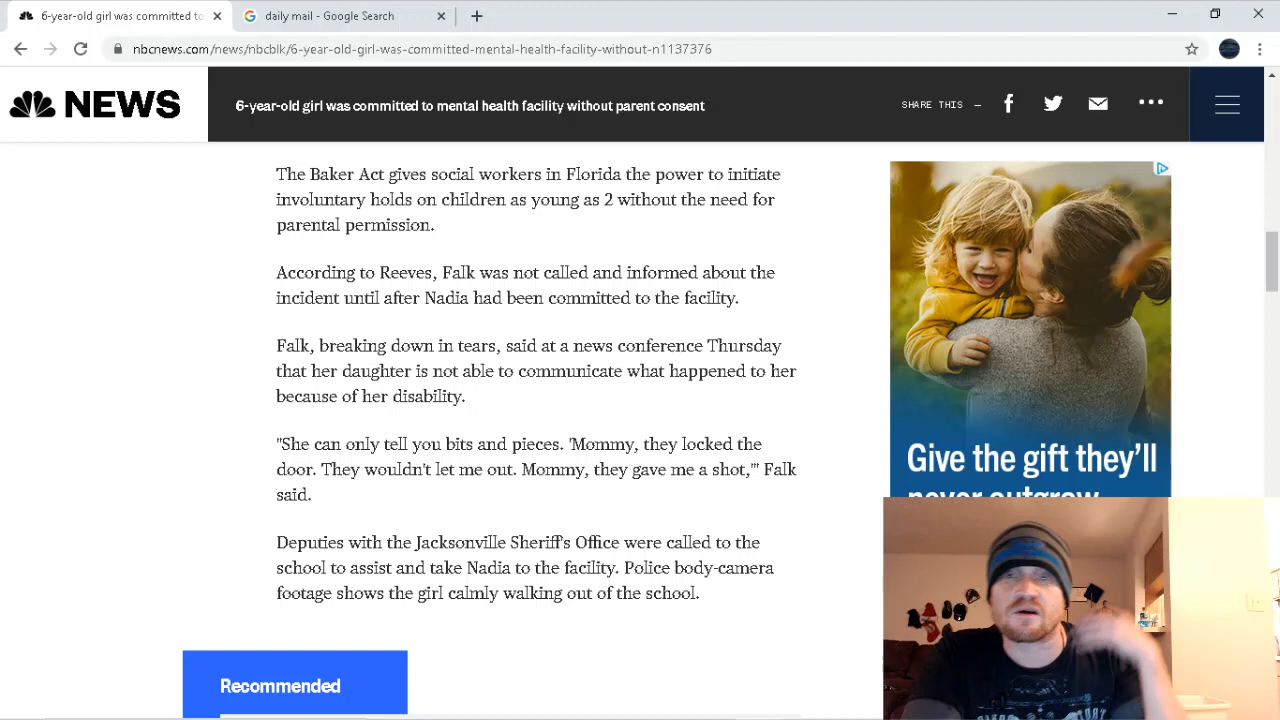 6-year-old girl was committed to
daily mail - Google Search
nbcnews.com/news/nbcblk/6-year-old-girl-was-committed-mental-health-facility-without-n1137376
NEWS
6-year-old girl was committed to mental health facility without parent consent
SHARE THIS —
The Baker Act gives social workers in Florida the power to initiate
involuntary holds on children as young as 2 without the need for
parental permission.
According to Reeves, Falk was not called and informed about the
incident until after Nadia had been committed to the facility.
Falk, breaking down in tears, said at a news conference Thursday
that her daughter is not able to communicate what happened to her
because of her disability.
"She can only tell you bits and pieces. 'Mommy, they locked the
door. They wouldn't let me out. Mommy, they gave me a shot,'" Falk
said.
Deputies with the Jacksonville Sheriff's Office were called to the
school to assist and take Nadia to the facility. Police body-camera
footage shows the girl calmly walking out of the school.
Recommended
Give the gift they'll
never outgrow